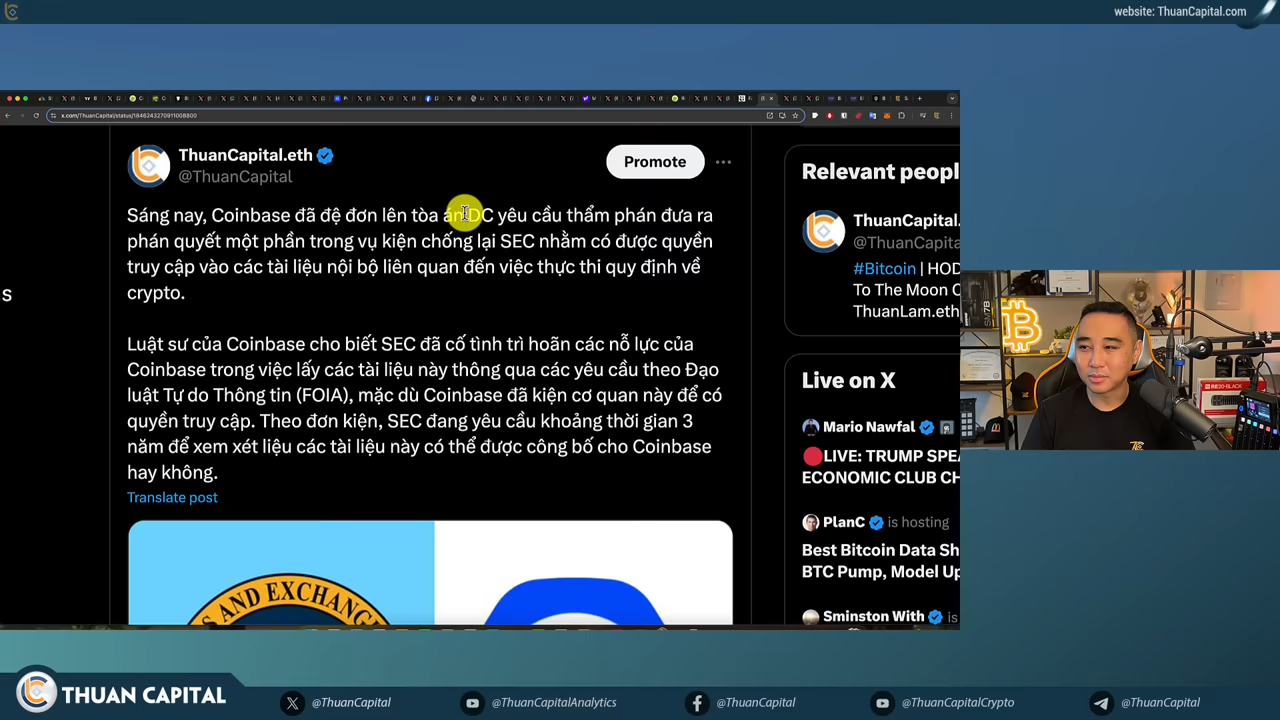 website: ThuanCapital.com
x.com/ThuanCapital/status/1846243270911008800
ThuanCapital.eth
@ThuanCapital
Promote
Sáng nay, Coinbase đã đệ đơn lên tòa án DC yêu cầu thẩm phán đưa ra
phán quyết một phần trong vụ kiện chống lại SEC nhằm có được quyền
truy cập vào các tài liệu nội bộ liên quan đến việc thực thi quy định về
crypto.
Luật sư của Coinbase cho biết SEC đã cố tình trì hoãn các nỗ lực của
Coinbase trong việc lấy các tài liệu này thông qua các yêu cầu theo Đạo
luật Tự do Thông tin (FOIA), mặc dù Coinbase đã kiện cơ quan này để có
quyền truy cập. Theo đơn kiện, SEC đang yêu cầu khoảng thời gian 3
năm để xem xét liệu các tài liệu này có thể được công bố cho Coinbase
hay không.
Translate post
AND EXCHANG
s
Relevant peopl
ThuanCapital.
@ThuanCapital
#Bitcoin | HOD
To The Moon C
ThuanLam.eth
Live on X
Mario Nawfal
LIVE: TRUMP SPEA
ECONOMIC CLUB CH
PlanC is hosting
Best Bitcoin Data Sh
BTC Pump, Model Up
Sminston With is
SM7B
RE20-BLACK
THUAN CAPITAL
@ThuanCapital
@ThuanCapitalAnalytics
@ThuanCapital
@ThuanCapitalCrypto
@ThuanCapital